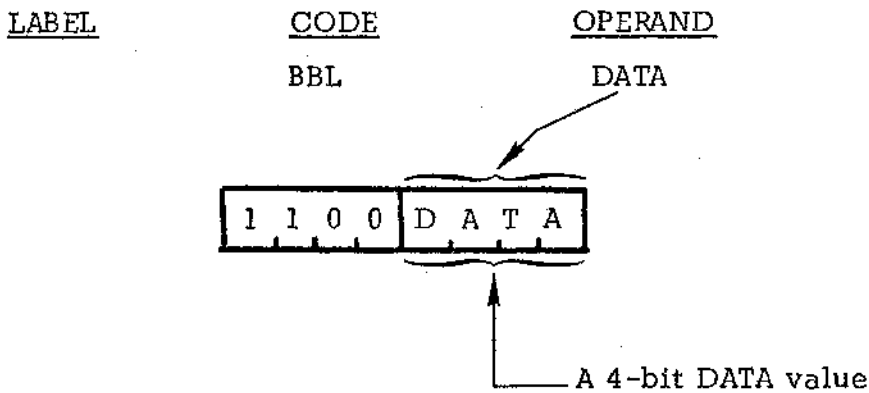 LABEL CODE OPERAND
BBL DATA
1 1 0 0 D A T A
A 4-bit DATA value